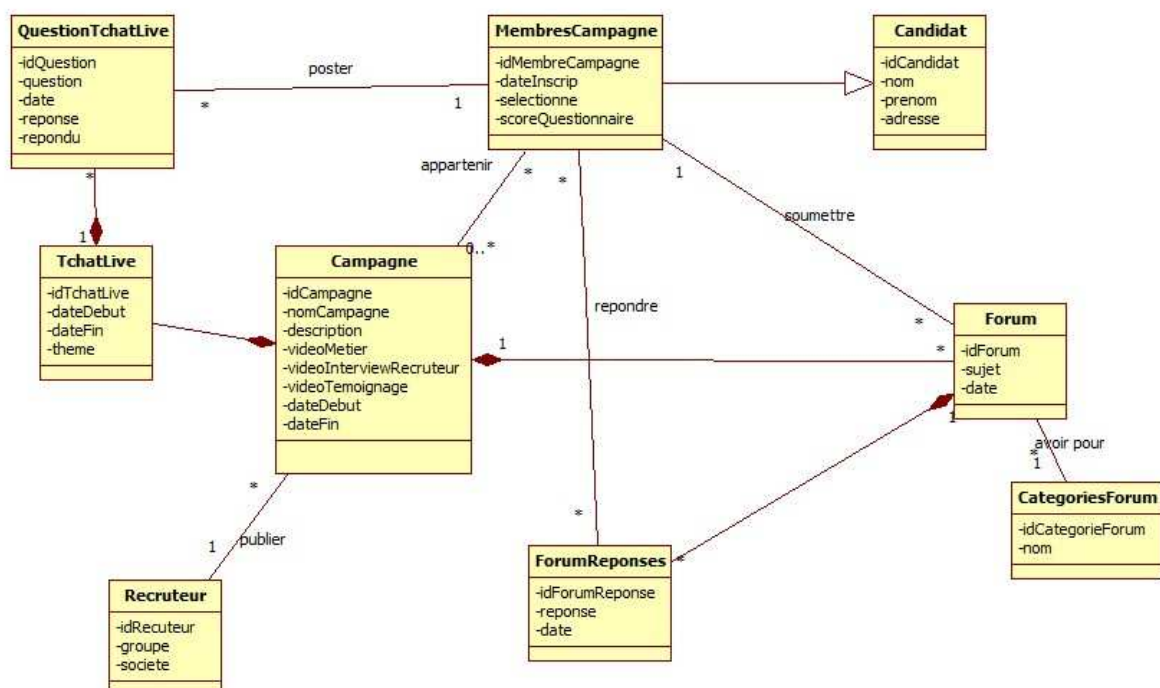 QuestionTchatLive
-idQuestion
-question
-date
-reponse
-repondu
MembresCampagne
-idMembreCampagne
-dateInscrip
-selectionne
-scoreQuestionnaire
Candidat
-idCandidat
-nom
-prenom
-adresse
poster
*
1
appartenir
*
0..*
*
1
soumettre
*
*
1
TchatLive
-idTchatLive
-dateDebut
-dateFin
-theme
Campagne
-idCampagne
-nomCampagne
-description
-videoMetier
-videoInterviewRecruteur
-videoTemoignage
-dateDebut
-dateFin
repondre
*
1
*
Forum
-idForum
-sujet
-date
1
*
avoir pour
*
1
CategoriesForum
-idCategorieForum
-nom
*
publier
1
ForumReponses
-idForumReponse
-reponse
-date
Recruteur
-idRecuteur
-groupe
-societe